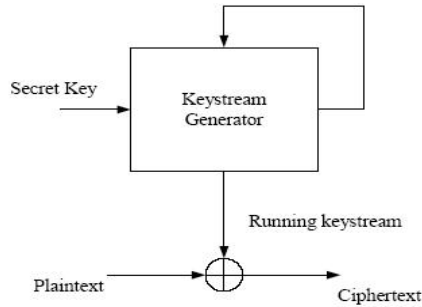 Secret Key
Keystream
Generator
Running keystream
Plaintext
Ciphertext